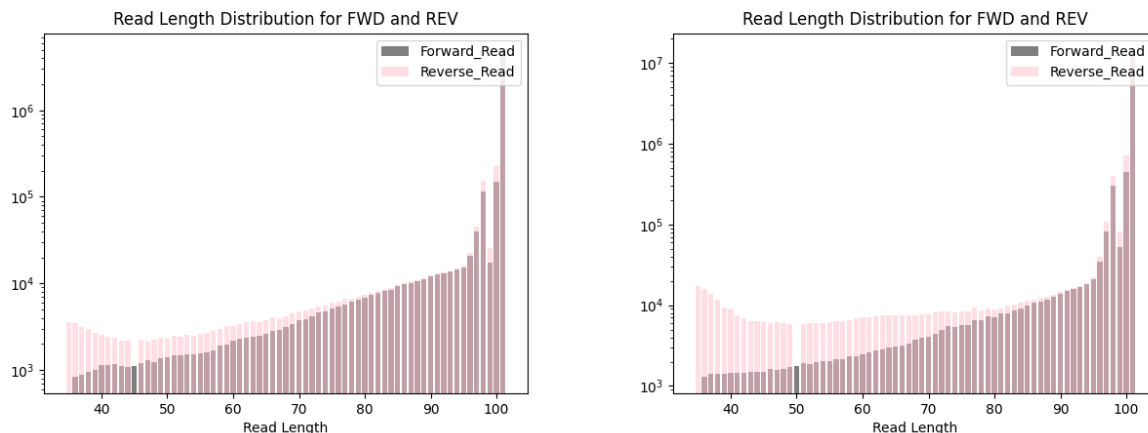 Read Length Distribution for FWD and REV
Forward_Read
Reverse_Read
10^6
10^5
10^4
10^3
40 50 60 70 80 90 100
Read Length
Read Length Distribution for FWD and REV
Forward_Read
Reverse_Read
10^7
10^6
10^5
10^4
10^3
40 50 60 70 80 90 100
Read Length